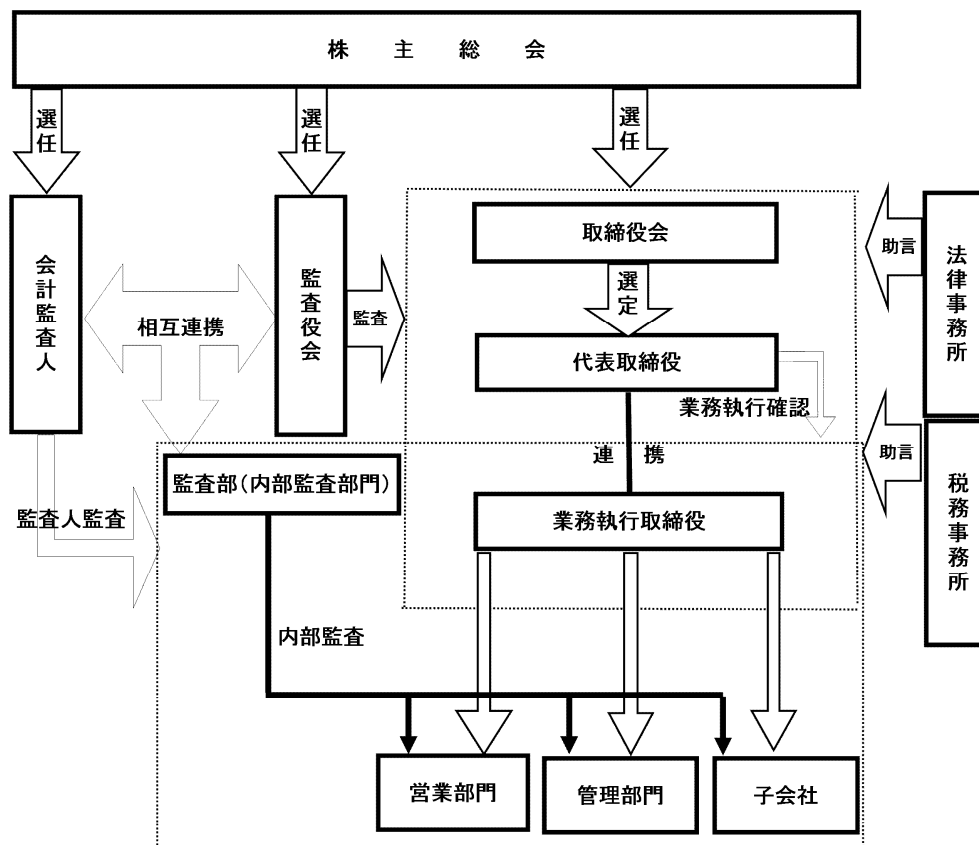 株主総会
選任
選任
選任
取締役会
助言
法律事務所
会計監査人
監査役会
選定
相互連携
監査
代表取締役
業務執行確認
助言
連携
監査部(内部監査部門)
税務事務所
監査人監査
業務執行取締役
内部監査
営業部門
管理部門
子会社